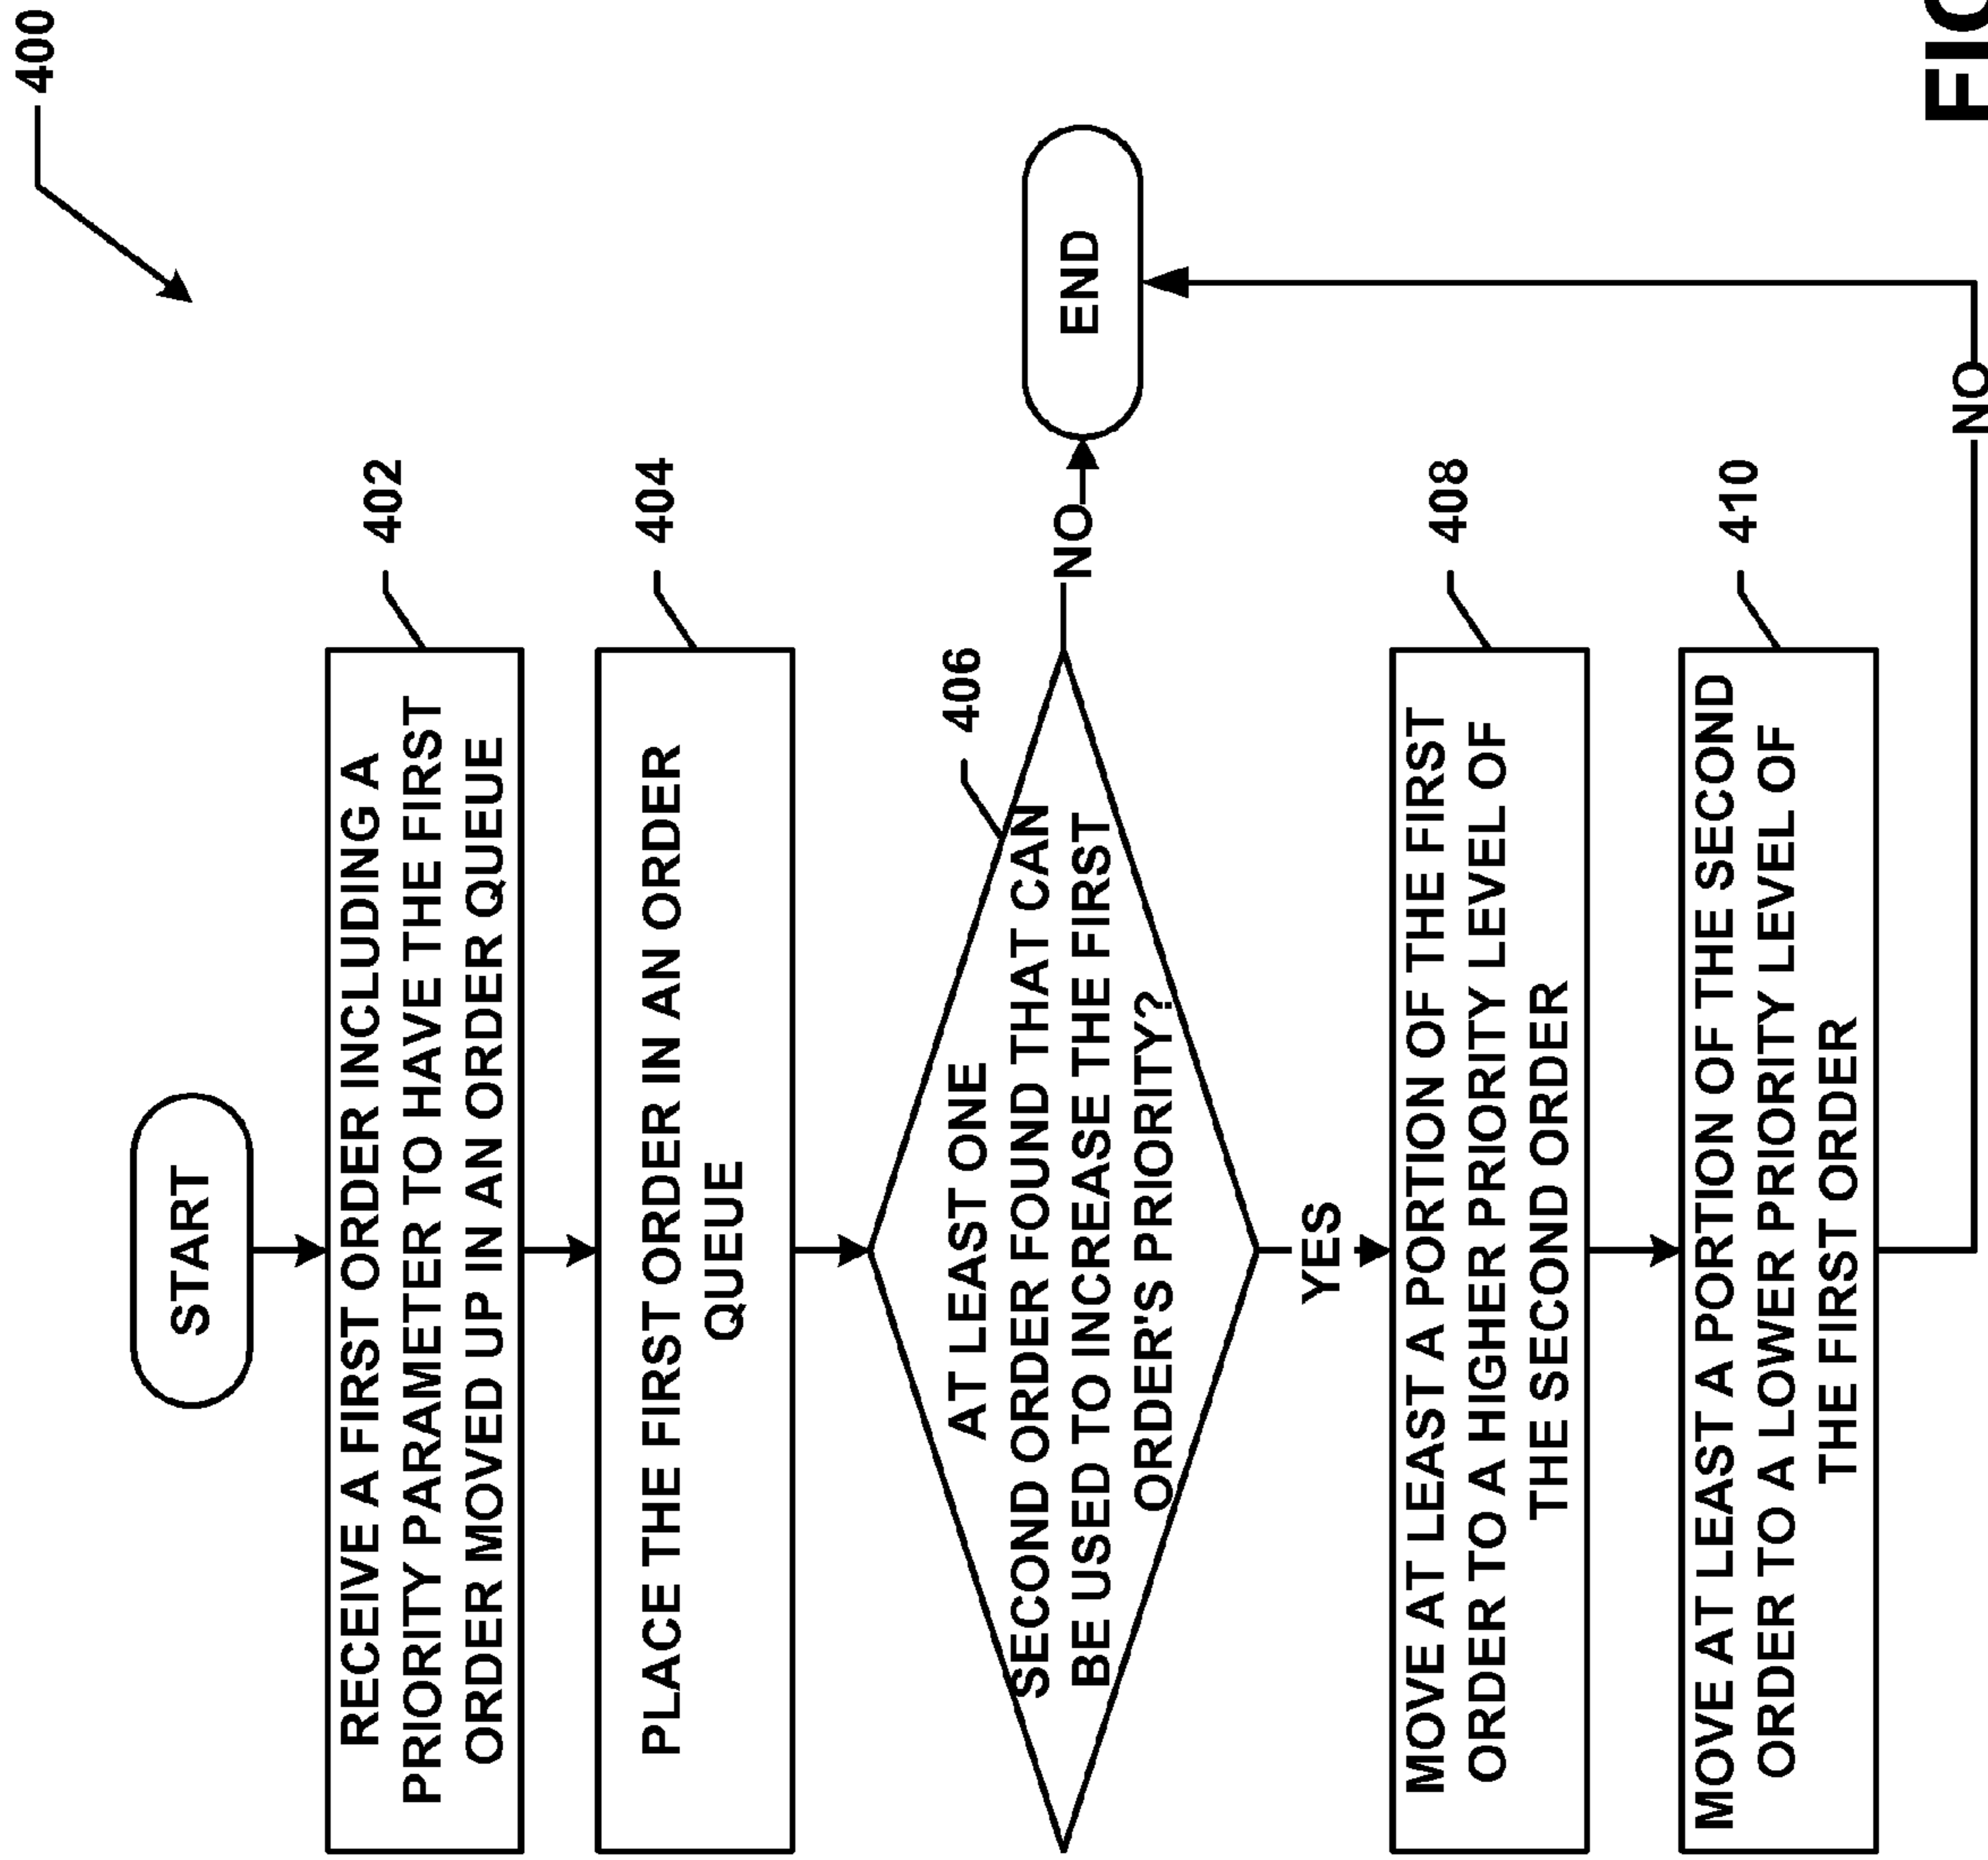 400
START
RECEIVE A FIRST ORDER INCLUDING A
PRIORITY PARAMETER TO HAVE THE FIRST
ORDER MOVED UP IN AN ORDER QUEUE
402
PLACE THE FIRST ORDER IN AN ORDER
QUEUE
404
AT LEAST ONE
SECOND ORDER FOUND THAT CAN
BE USED TO INCREASE THE FIRST
ORDER'S PRIORITY?
406
NO
END
YES
MOVE AT LEAST A PORTION OF THE FIRST
ORDER TO A HIGHER PRIORITY LEVEL OF
THE SECOND ORDER
408
MOVE AT LEAST A PORTION OF THE SECOND
ORDER TO A LOWER PRIORITY LEVEL OF
THE FIRST ORDER
410
NO